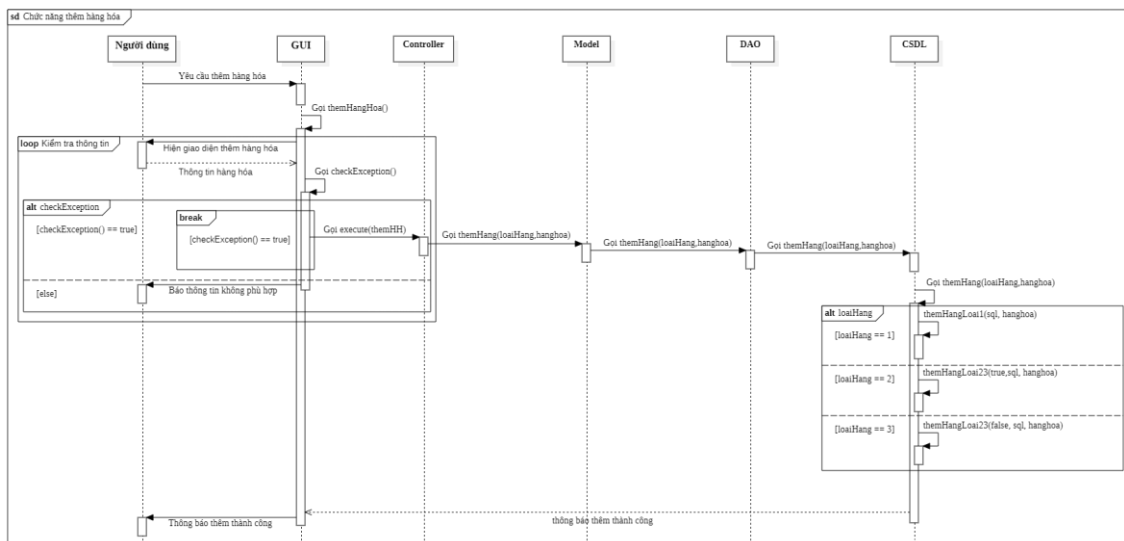 sd Chức năng thêm hàng hóa
Người dùng
GUI
Controller
Model
DAO
CSDL
Yêu cầu thêm hàng hóa
Gọi themHangHoa()
loop Kiểm tra thông tin
Hiện giao diện thêm hàng hóa
Thông tin hàng hóa
Gọi checkException()
alt checkException
break
[checkException() == true]
[checkException() == true]
Gọi execute(themHH)
Gọi themHang(loaiHang,hanghoa)
Gọi themHang(loaiHang,hanghoa)
Gọi themHang(loaiHang,hanghoa)
[else]
Báo thông tin không phù hợp
Gọi themHang(loaiHang,hanghoa)
alt loaiHang
themHangLoai1(sql, hanghoa)
[loaiHang == 1]
themHangLoai23(true,sql, hanghoa)
[loaiHang == 2]
themHangLoai23(false, sql, hanghoa)
[loaiHang == 3]
Thông báo thêm thành công
thông báo thêm thành công